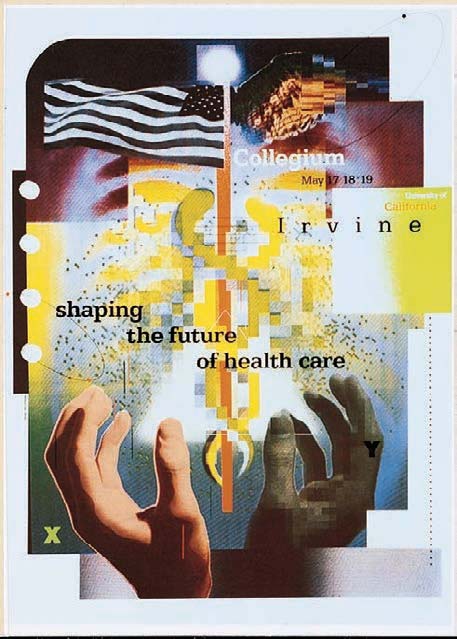 Collegium
May 17·18·19
University of
California
Irvine
shaping
the future
of health care
Y
X